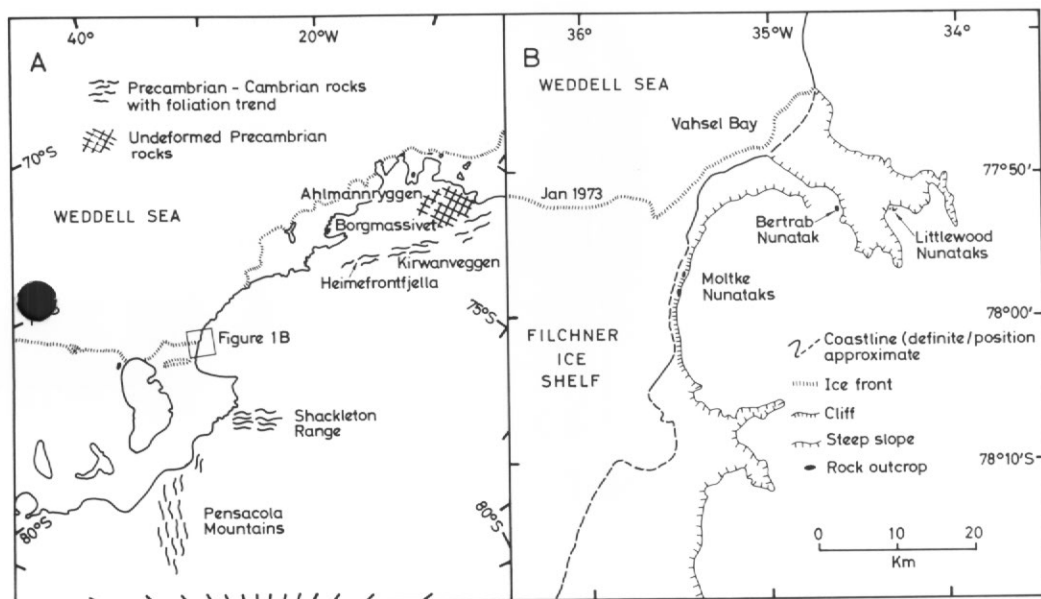 40°
20°W
A
Precambrian - Cambrian rocks
with foliation trend
Undeformed Precambrian
rocks
70°S
WEDDELL SEA
Ahlmannryggen
Borgmassivet
Kirwanveggen
Heimefrontfjella
75°S
Figure 1B
Shackleton
Range
Pensacola
Mountains
80°S
80°S
36°
35°W
34°
B
WEDDELL SEA
Vahsel Bay
77°50'
Jan 1973
Bertrab
Nunatak
Littlewood
Nunataks
Moltke
Nunataks
78°00'
FILCHNER
ICE
SHELF
Coastline (definite/position
approximate
Ice front
Cliff
Steep slope
Rock outcrop
78°10'S
0 10 20
Km